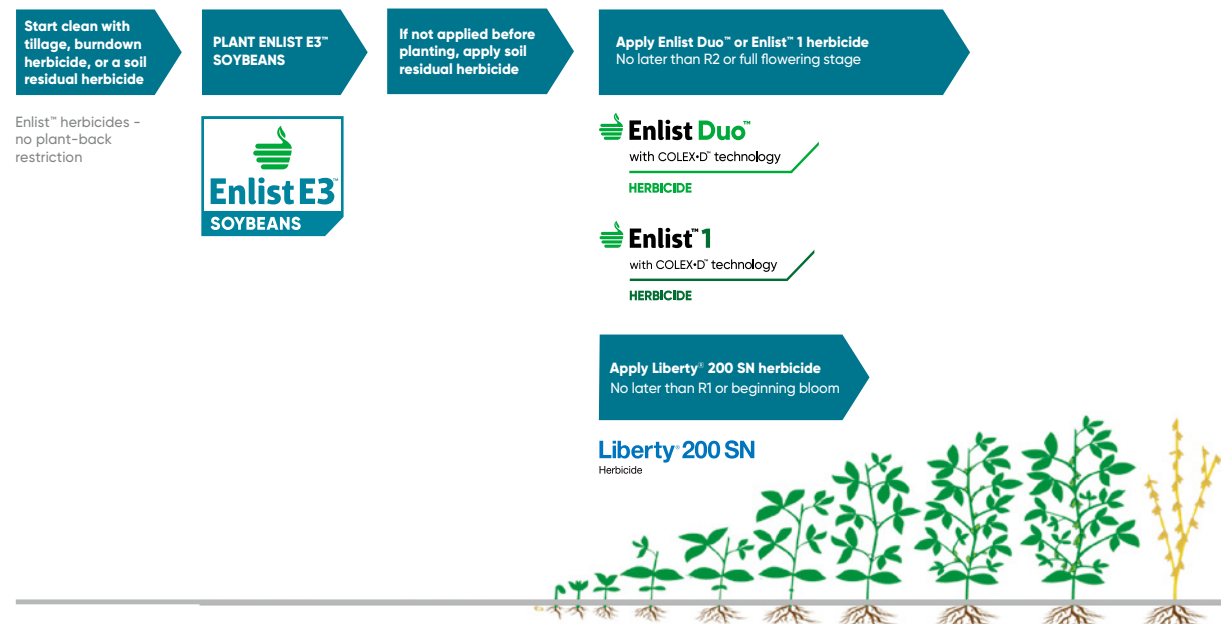 Start clean with
tillage, burndown
herbicide, or a soil
residual herbicide
Enlist™ herbicides -
no plant-back
restriction
PLANT ENLIST E3™
SOYBEANS
Enlist E3™
SOYBEANS
If not applied before
planting, apply soil
residual herbicide
Apply Enlist Duo™ or Enlist™ 1 herbicide
No later than R2 or full flowering stage
Enlist Duo™
with COLEX•D™ technology
HERBICIDE
Enlist™ 1
with COLEX•D™ technology
HERBICIDE
Apply Liberty® 200 SN herbicide
No later than R1 or beginning bloom
Liberty® 200 SN
Herbicide